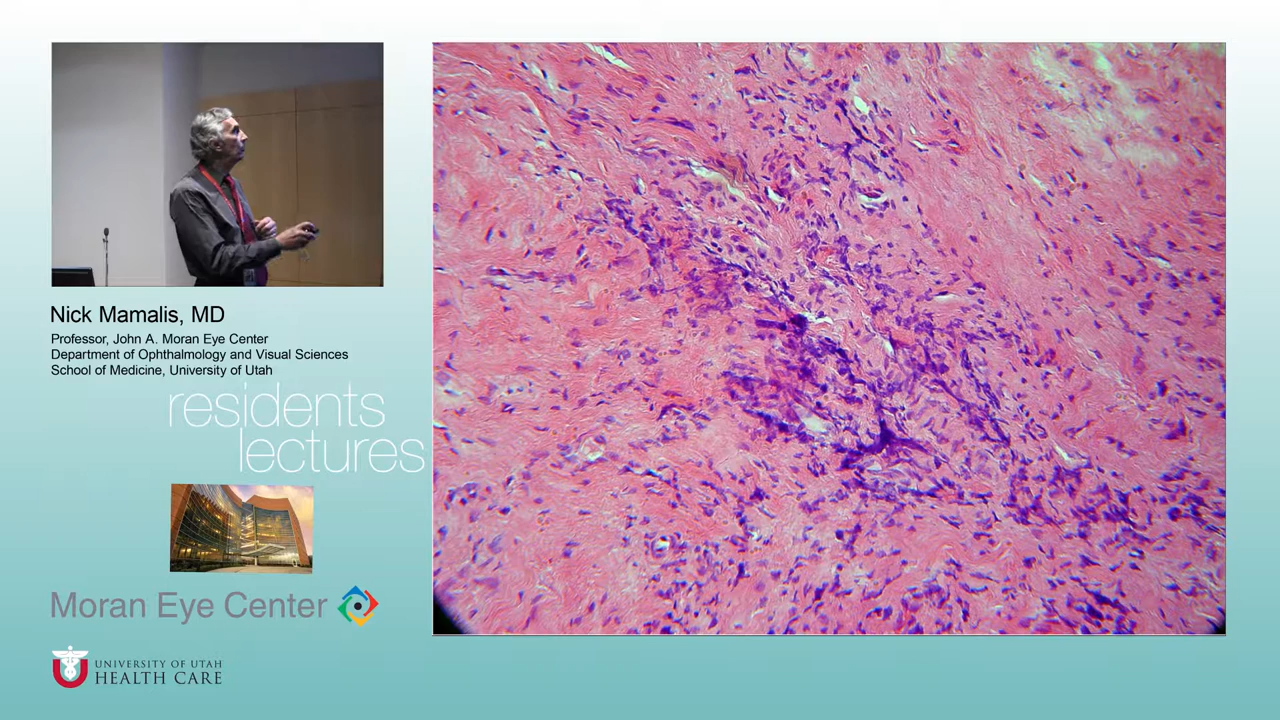 Nick Mamalis, MD
Professor, John A. Moran Eye Center
Department of Ophthalmology and Visual Sciences
School of Medicine, University of Utah
residents
lectures
Moran Eye Center
UNIVERSITY OF UTAH
HEALTH CARE